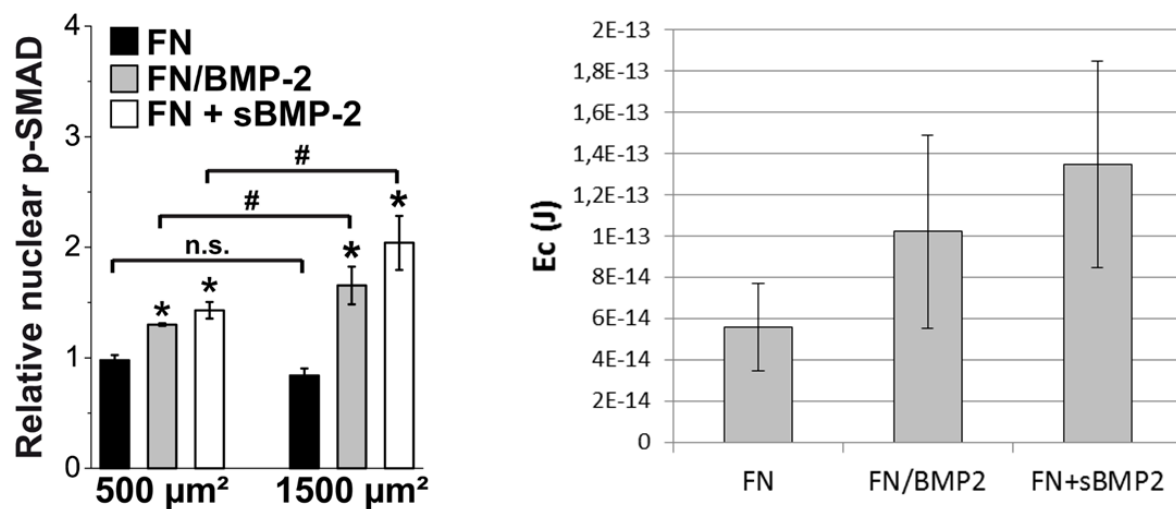 Relative nuclear p-SMAD
4
3
2
1
0
FN
FN/BMP-2
FN + sBMP-2
#
#
n.s.
*
*
*
*
500 µm²
1500 µm²
Ec (J)
2E-13
1,8E-13
1,6E-13
1,4E-13
1,2E-13
1E-13
8E-14
6E-14
4E-14
2E-14
0
FN
FN/BMP2
FN+sBMP2